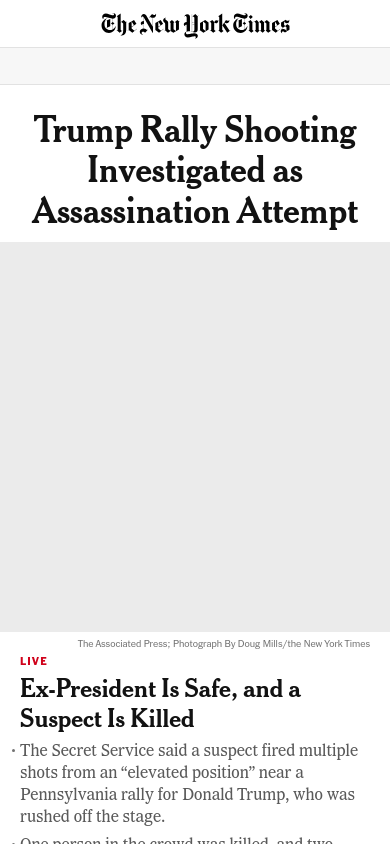 The New York Times
Trump Rally Shooting
Investigated as
Assassination Attempt
The Associated Press; Photograph By Doug Mills/the New York Times
LIVE
Ex-President Is Safe, and a
Suspect Is Killed
• The Secret Service said a suspect fired multiple
shots from an “elevated position” near a
Pennsylvania rally for Donald Trump, who was
rushed off the stage.
• One person in the crowd was killed, and two